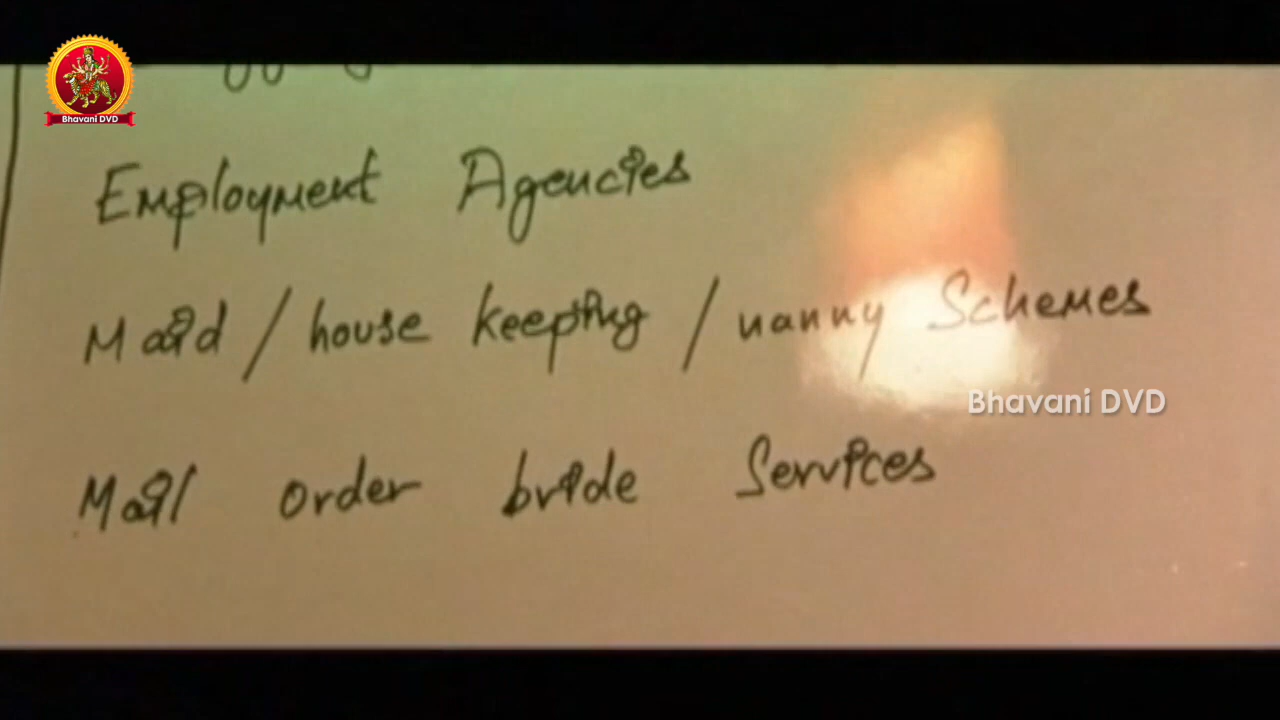 Bhavani DVD
Employment Agencies
Maid / house keeping / nanny Schemes
Bhavani DVD
Mail order bride Services